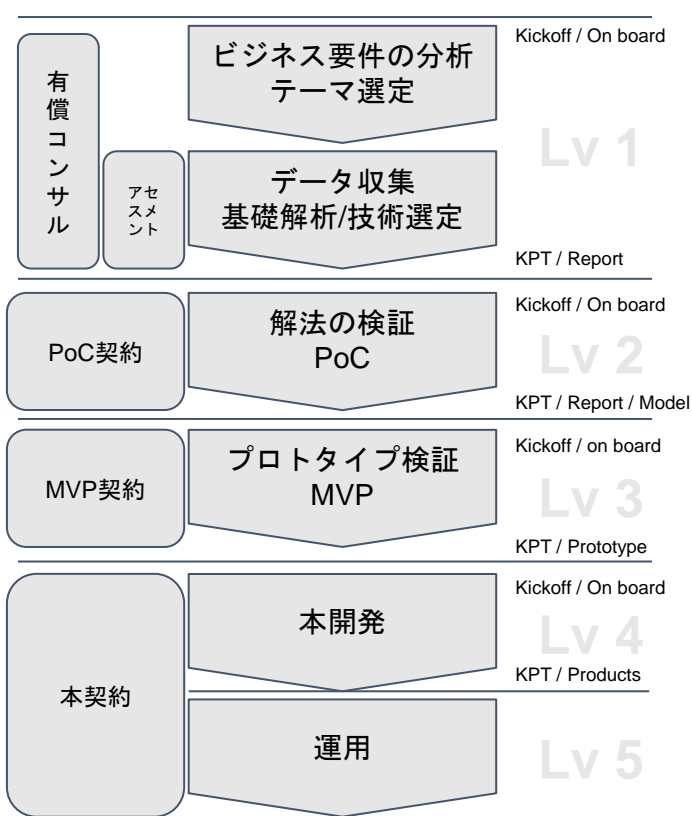 有償コンサル
アセ
スメ
ント
ビジネス要件の分析
テーマ選定
Kickoff / On board
Lv 1
データ収集
基礎解析/技術選定
KPT / Report
PoC契約
解法の検証
PoC
Kickoff / On board
Lv 2
KPT / Report / Model
MVP契約
プロトタイプ検証
MVP
Kickoff / on board
Lv 3
KPT / Prototype
本契約
本開発
Kickoff / On board
Lv 4
KPT / Products
運用
Lv 5